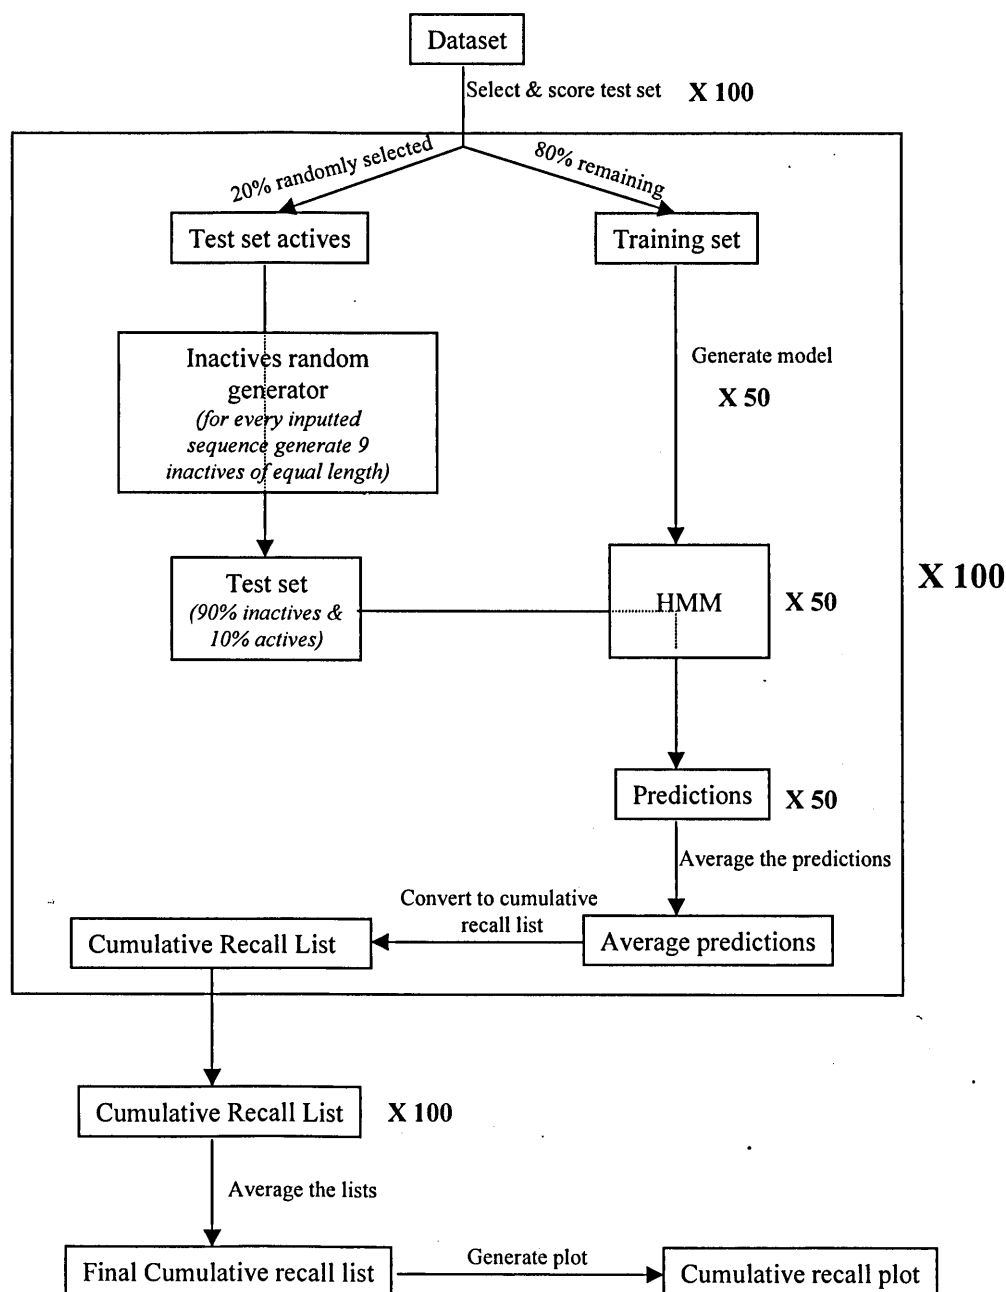 Dataset
Select & score test set
X 100
20% randomly selected
80% remaining
Test set actives
Training set
Inactives random
generator
(for every inputted
sequence generate 9
inactives of equal length)
Generate model
X 50
Test set
(90% inactives &
10% actives)
HMM
X 50
X 100
Predictions
X 50
Average the predictions
Convert to cumulative
recall list
Cumulative Recall List
Average predictions
Cumulative Recall List
X 100
Average the lists
Final Cumulative recall list
Generate plot
Cumulative recall plot